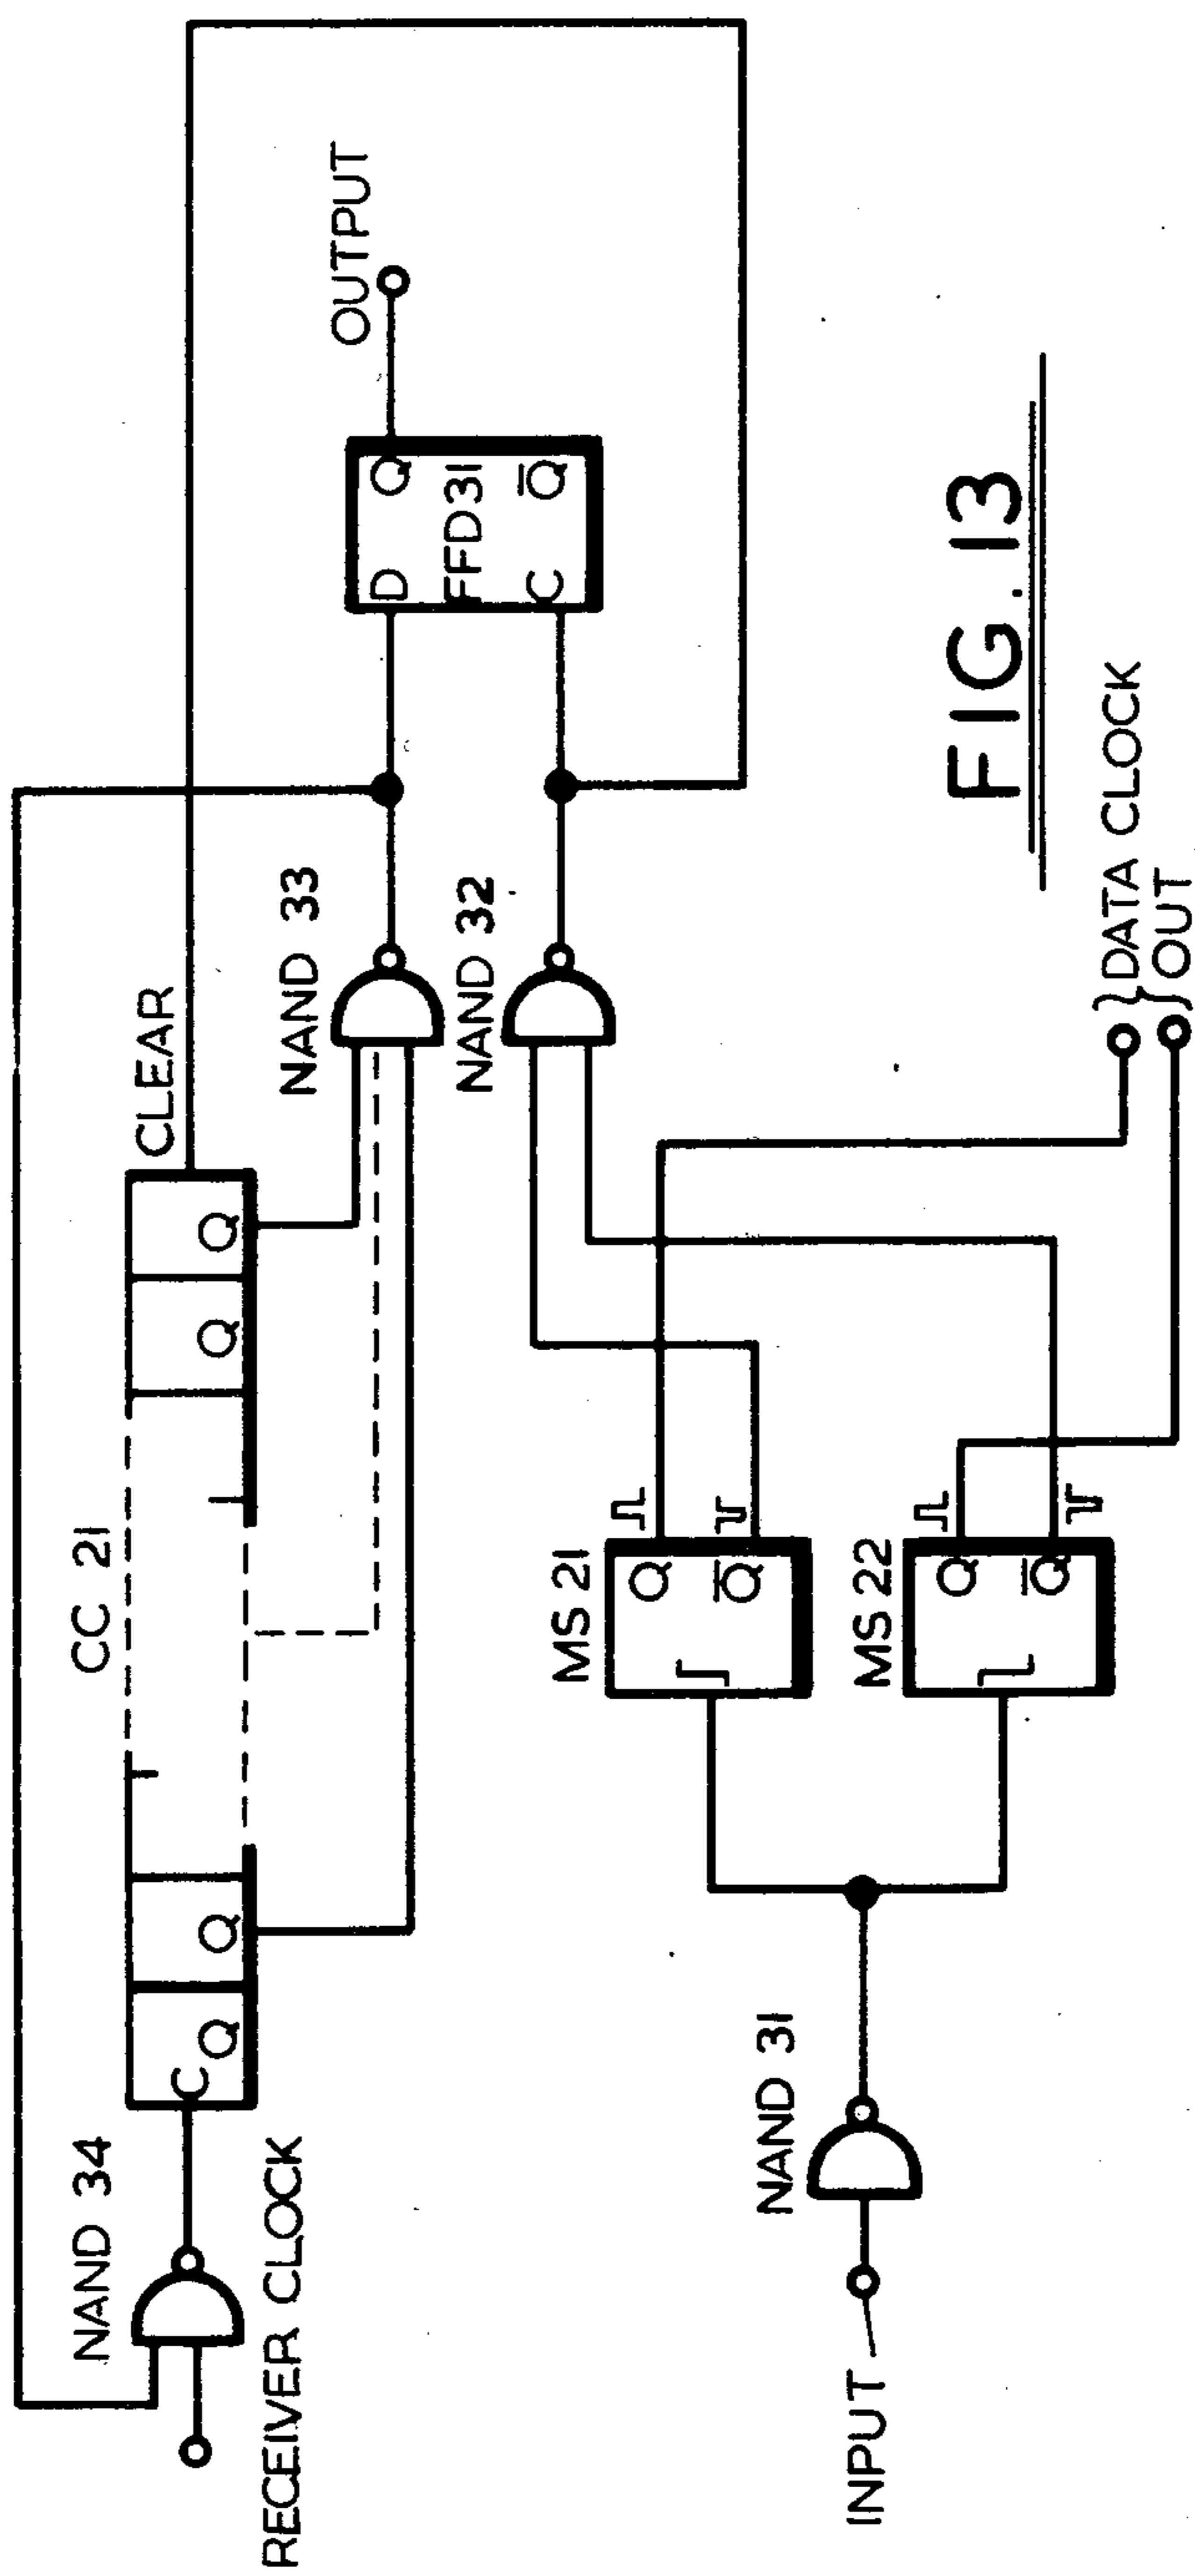 NAND 34
RECEIVER CLOCK
C
Q
Q
CC 21
Q
Q
CLEAR
NAND 33
NAND 32
D
Q
FFD31
C
Q̅
OUTPUT
INPUT
NAND 31
MS 21
Q
Q̅
MS 22
Q
Q̅
DATA CLOCK
OUT
FIG. 13